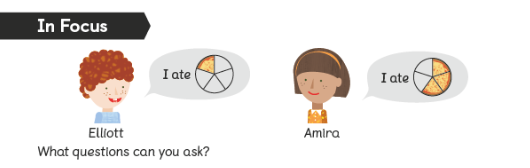 In Focus
I ate
I ate
Elliott
Amira
What questions can you ask?